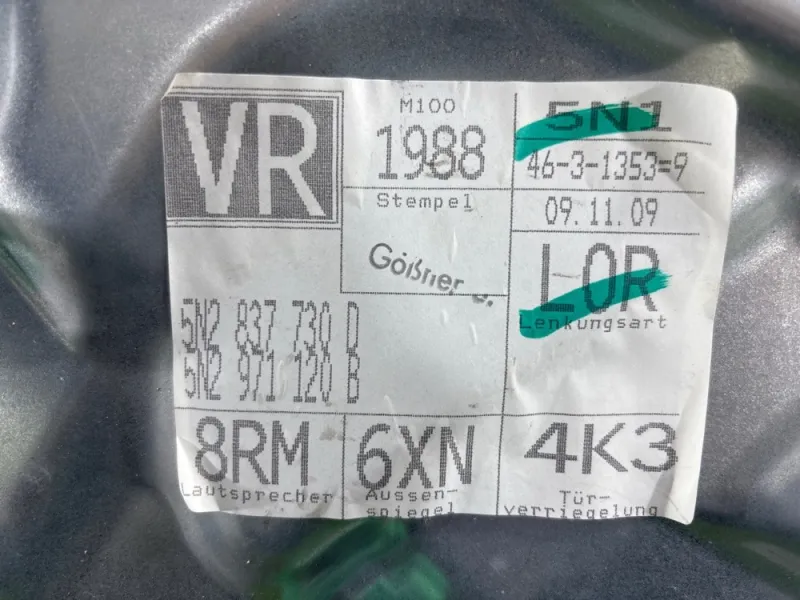 VR
M100
1988
Stempel
Gößner
5N1
46-3-1353=9
09.11.09
L0R
Lenkungsart
5N2 837 730 D
5N2 971 120 B
8RM
Lautsprecher
6XN
Aussen-
spiegel
4K3
Tür-
verriegelung